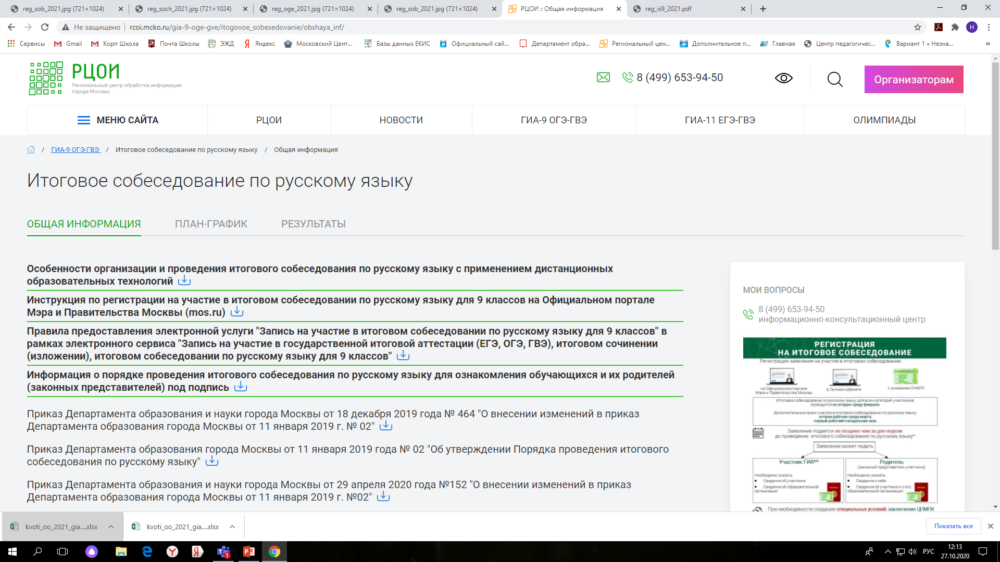 reg_sob_2021.jpg (721×1024)
reg_soch_2021.jpg (721×1024)
reg_oge_2021.jpg (721×1024)
reg_sob_2021.jpg (721×1024)
РЦОИ :: Общая информация
reg_is9_2021.pdf
Не защищено
rcoi.mcko.ru/gia-9-oge-gve/itogovoe_sobesedovanie/obshaya_inf/
Н
Сервисы
Gmail
Корп Школа
Почта Школы
ЭЖД
Яндекс
Московский Цент...
Базы данных ЕКИС
Официальный сай...
Департамент обра...
Региональный цен...
Дополнительное п...
Главная
Центр педагогичес...
Вариант 1 » Незна...
РЦОИ
Региональный центр обработки информации
города Москвы
8 (499) 653-94-50
Организаторам
МЕНЮ САЙТА
РЦОИ
НОВОСТИ
ГИА-9 ОГЭ-ГВЭ
ГИА-11 ЕГЭ-ГВЭ
ОЛИМПИАДЫ
/ ГИА-9 ОГЭ-ГВЭ / Итоговое собеседование по русскому языку / Общая информация
Итоговое собеседование по русскому языку
ОБЩАЯ ИНФОРМАЦИЯ
ПЛАН-ГРАФИК
РЕЗУЛЬТАТЫ
Особенности организации и проведения итогового собеседования по русскому языку с применением дистанционных
образовательных технологий
Инструкция по регистрации на участие в итоговом собеседовании по русскому языку для 9 классов на Официальном портале
Мэра и Правительства Москвы (mos.ru)
Правила предоставления электронной услуги "Запись на участие в итоговом собеседовании по русскому языку для 9 классов" в
рамках электронного сервиса "Запись на участие в государственной итоговой аттестации (ЕГЭ, ОГЭ, ГВЭ), итоговом сочинении
(изложении), итоговом собеседовании по русскому языку для 9 классов"
Информация о порядке проведения итогового собеседования по русскому языку для ознакомления обучающихся и их родителей
(законных представителей) под подпись
Приказ Департамента образования и науки города Москвы от 18 декабря 2019 года № 464 "О внесении изменений в приказ
Департамента образования города Москвы от 11 января 2019 г. № 02"
Приказ Департамента образования города Москвы от 11 января 2019 года № 02 "Об утверждении Порядка проведения итогового
собеседования по русскому языку"
Приказ Департамента образования и науки города Москвы от 29 апреля 2020 года №152 "О внесении изменений в приказ
Департамента образования города Москвы от 11 января 2019 г. №02"
МОИ ВОПРОСЫ
8 (499) 653-94-50
информационно-консультационный центр
РЕГИСТРАЦИЯ
НА ИТОГОВОЕ СОБЕСЕДОВАНИЕ
Регистрация заявления на участие в итоговом собеседовании:
на Официальном портале
Мэра и Правительства Москвы
в Личном кабинете
с указанием СНИЛС
Итоговое собеседование по русскому языку для всех категорий участников
проводится во вторую среду февраля.
Дополнительные сроки участия в итоговом собеседовании по русскому языку:
вторая рабочая среда марта;
первый рабочий понедельник мая.
Заявление подается не позднее чем за две недели
до проведения итогового собеседования по русскому языку*
Заявление может подать
Участник ГИА**
Необходимо указать:
• Сведения об участнике
• Сведения об образовательной
организации
Родитель
(законный представитель участника)
Необходимо указать:
• Сведения о себе
• Сведения об участнике и о его
образовательной организации
При необходимости создания специальных условий: заключение ЦПМПК
kvoti_oo_2021_gia....xlsx
kvoti_oo_2021_gia....xlsx
Показать все
1
РУС
12:13
27.10.2020